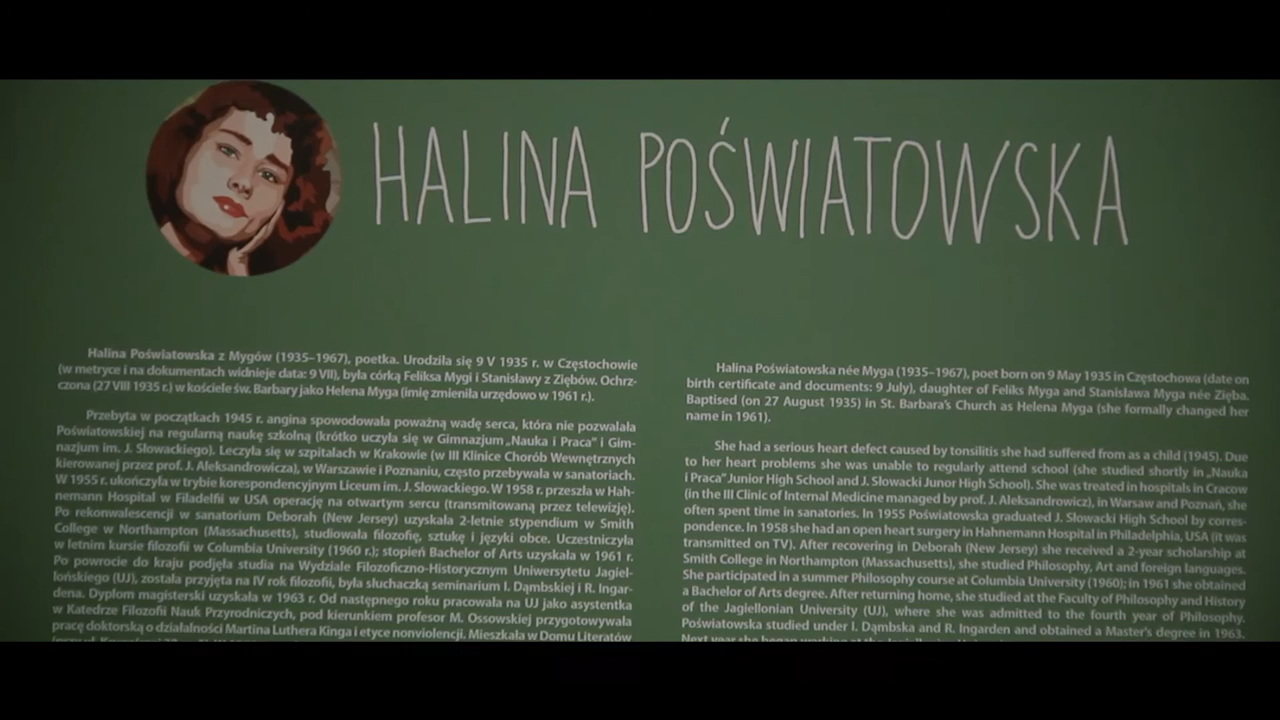 HALINA POŚWIATOWSKA
Halina Poświatowska z Mygów (1935–1967), poetka. Urodziła się 9 V 1935 r. w Częstochowie
(w metryce i na dokumentach widnieje data: 9 VII), była córką Feliksa Mygi i Stanisławy z Ziębów. Ochrz-
czona (27 VIII 1935 r.) w kościele św. Barbary jako Helena Myga (imię zmieniła urzędowo w 1961 r.).
Przebyta w początkach 1945 r. angina spowodowała poważną wadę serca, która nie pozwalała
Poświatowskiej na regularną naukę szkolną (krótko uczyła się w Gimnazjum „Nauka i Praca" i Gim-
nazjum im. J. Słowackiego). Leczyła się w szpitalach w Krakowie (w III Klinice Chorób Wewnętrznych
kierowanej przez prof. J. Aleksandrowicza), w Warszawie i Poznaniu, często przebywała w sanatoriach.
W 1955 r. ukończyła w trybie korespondencyjnym Liceum im. J. Słowackiego. W 1958 r. przeszła w Hah-
nemann Hospital w Filadelfii w USA operację na otwartym sercu (transmitowaną przez telewizję).
Po rekonwalescencji w sanatorium Deborah (New Jersey) uzyskała 2-letnie stypendium w Smith
College w Northampton (Massachusetts), studiowała filozofię, sztukę i języki obce. Uczestniczyła
w letnim kursie filozofii w Columbia University (1960 r.); stopień Bachelor of Arts uzyskała w 1961 r.
Po powrocie do kraju podjęła studia na Wydziale Filozoficzno-Historycznym Uniwersytetu Jagiel-
lońskiego (UJ), została przyjęta na IV rok filozofii, była słuchaczką seminarium I. Dąmbskiej i R. Ingar-
dena. Dyplom magisterski uzyskała w 1963 r. Od następnego roku pracowała na UJ jako asystentka
w Katedrze Filozofii Nauk Przyrodniczych, pod kierunkiem profesor M. Ossowskiej przygotowywała
pracę doktorską o działalności Martina Luthera Kinga i etyce nonviolencji. Mieszkała w Domu Literatów
Halina Poświatowska née Myga (1935–1967), poet born on 9 May 1935 in Częstochowa (date on
birth certificate and documents: 9 July), daughter of Feliks Myga and Stanisława Myga née Zięba.
Baptised (on 27 August 1935) in St. Barbara's Church as Helena Myga (she formally changed her
name in 1961).
She had a serious heart defect caused by tonsilitis she had suffered from as a child (1945). Due
to her heart problems she was unable to regularly attend school (she studied shortly in „Nauka
i Praca" Junior High School and J. Słowacki Junor High School). She was treated in hospitals in Cracow
(in the III Clinic of Internal Medicine managed by prof. J. Aleksandrowicz), in Warsaw and Poznań, she
often spent time in sanatories. In 1955 Poświatowska graduated J. Słowacki High School by corres-
pondence. In 1958 she had an open heart surgery in Hahnemann Hospital in Philadelphia, USA (it was
transmitted on TV). After recovering in Deborah (New Jersey) she received a 2-year scholarship at
Smith College in Northampton (Massachusetts), she studied Philosophy, Art and foreign languages.
She participated in a summer Philosophy course at Columbia University (1960); in 1961 she obtained
a Bachelor of Arts degree. After returning home, she studied at the Faculty of Philosophy and History
of the Jagiellonian University (UJ), where she was admitted to the fourth year of Philosophy.
Poświatowska studied under I. Dąmbska and R. Ingarden and obtained a Master's degree in 1963.